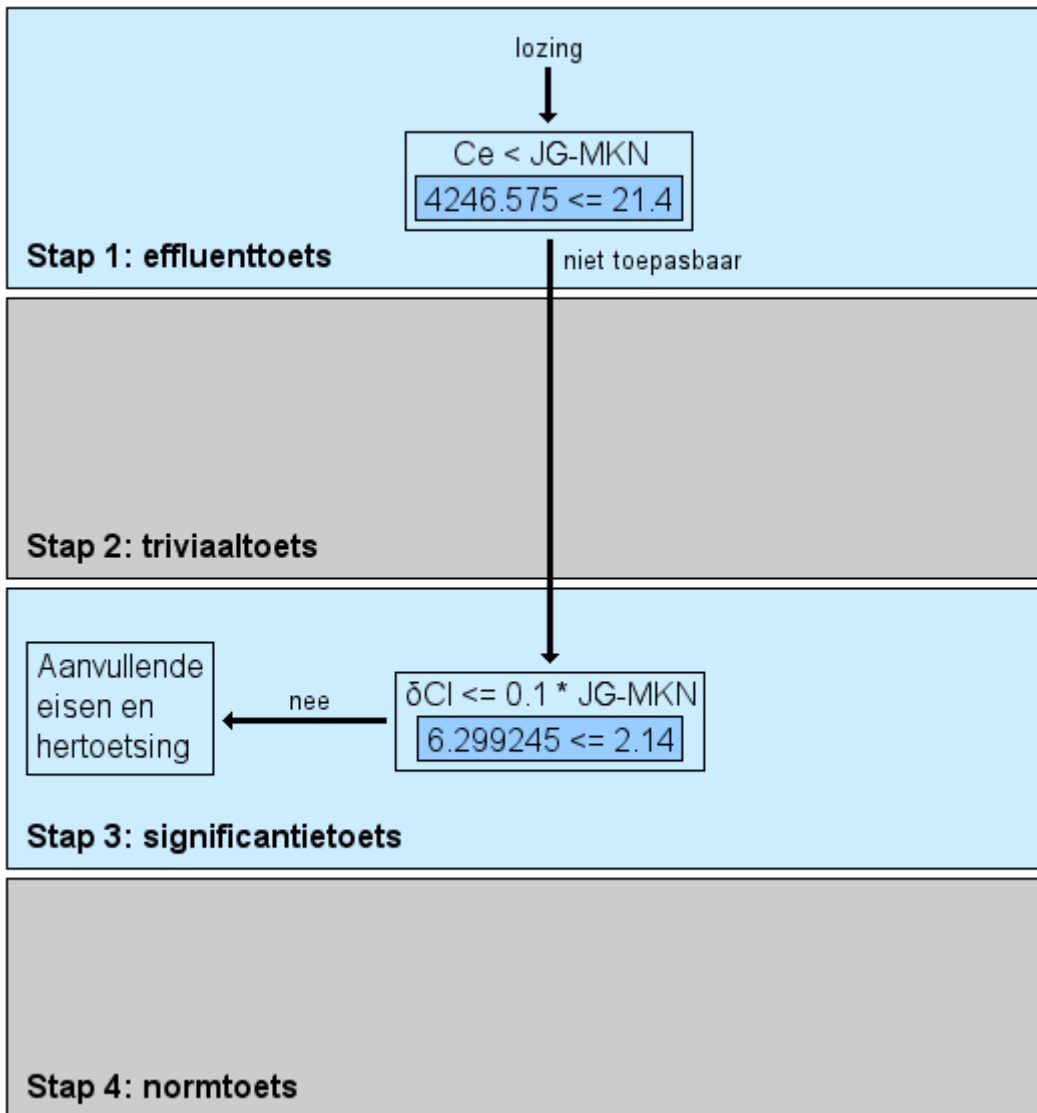 lozing
Ce < JG-MKN
4246.575 <= 21.4
Stap 1: effluenttoets
niet toepasbaar
Stap 2: triviaaltoets
Aanvullende
eisen en
hertoetsing
nee
δCl <= 0.1 * JG-MKN
6.299245 <= 2.14
Stap 3: significantietoets
Stap 4: normtoets